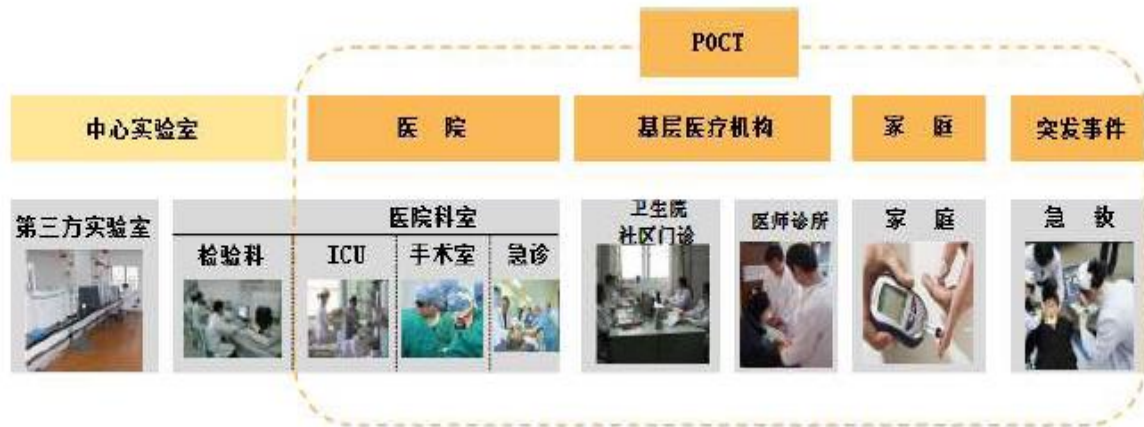 POCT
中心实验室
医 院
基层医疗机构
家 庭
突发事件
第三方实验室
医院科室
检验科
ICU
手术室
急诊
卫生院
社区门诊
医师诊所
家 庭
急 救